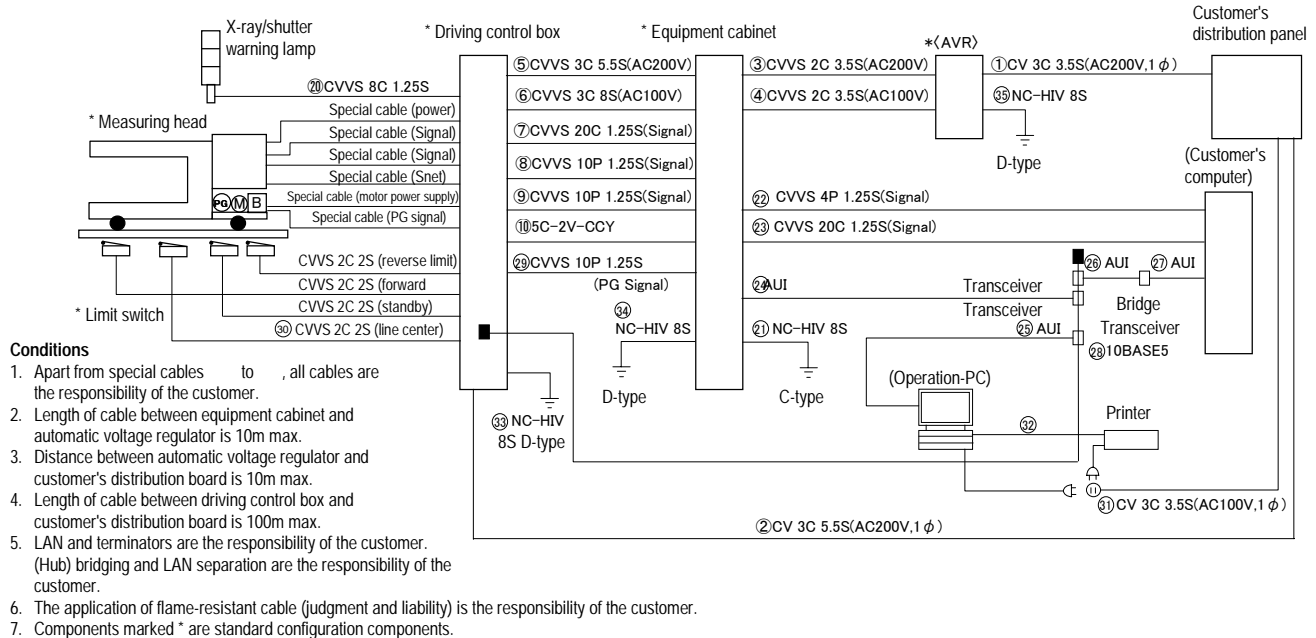 X-ray/shutter
warning lamp
* Driving control box
* Equipment cabinet
*〈AVR〉
Customer's
distribution panel
⑤CVVS 3C 5.5S(AC200V)
③CVVS 2C 3.5S(AC200V)
①CV 3C 3.5S(AC200V,1φ)
⑳CVVS 8C 1.25S
⑥CVVS 3C 8S(AC100V)
④CVVS 2C 3.5S(AC100V)
㉟NC-HIV 8S
* Measuring head
Special cable (power)
Special cable (Signal)
Special cable (Signal)
Special cable (Snet)
Special cable (motor power supply)
Special cable (PG signal)
PG M B
⑦CVVS 20C 1.25S(Signal)
⑧CVVS 10P 1.25S(Signal)
⑨CVVS 10P 1.25S(Signal)
⑩5C-2V-CCY
㉙CVVS 10P 1.25S
(PG Signal)
D-type
(Customer's
computer)
㉒ CVVS 4P 1.25S(Signal)
㉓ CVVS 20C 1.25S(Signal)
㉔AUI
Transceiver
Transceiver
㉖ AUI
㉗ AUI
Bridge
Transceiver
㉕ AUI
㉘10BASE5
CVVS 2C 2S (reverse limit)
CVVS 2C 2S (forward
CVVS 2C 2S (standby)
㉚ CVVS 2C 2S (line center)
* Limit switch
㉞
NC-HIV 8S
D-type
㉑NC-HIV 8S
C-type
㉝NC-HIV
8S D-type
(Operation-PC)
㉜
Printer
㉛CV 3C 3.5S(AC100V,1φ)
②CV 3C 5.5S(AC200V,1φ)
Conditions
1. Apart from special cables to , all cables are
the responsibility of the customer.
2. Length of cable between equipment cabinet and
automatic voltage regulator is 10m max.
3. Distance between automatic voltage regulator and
customer's distribution board is 10m max.
4. Length of cable between driving control box and
customer's distribution board is 100m max.
5. LAN and terminators are the responsibility of the customer.
(Hub) bridging and LAN separation are the responsibility of the
customer.
6. The application of flame-resistant cable (judgment and liability) is the responsibility of the customer.
7. Components marked * are standard configuration components.